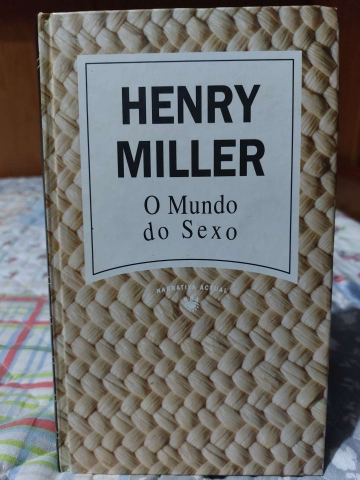 HENRY
MILLER
O Mundo
do Sexo
NARRATIVA ACTUAL